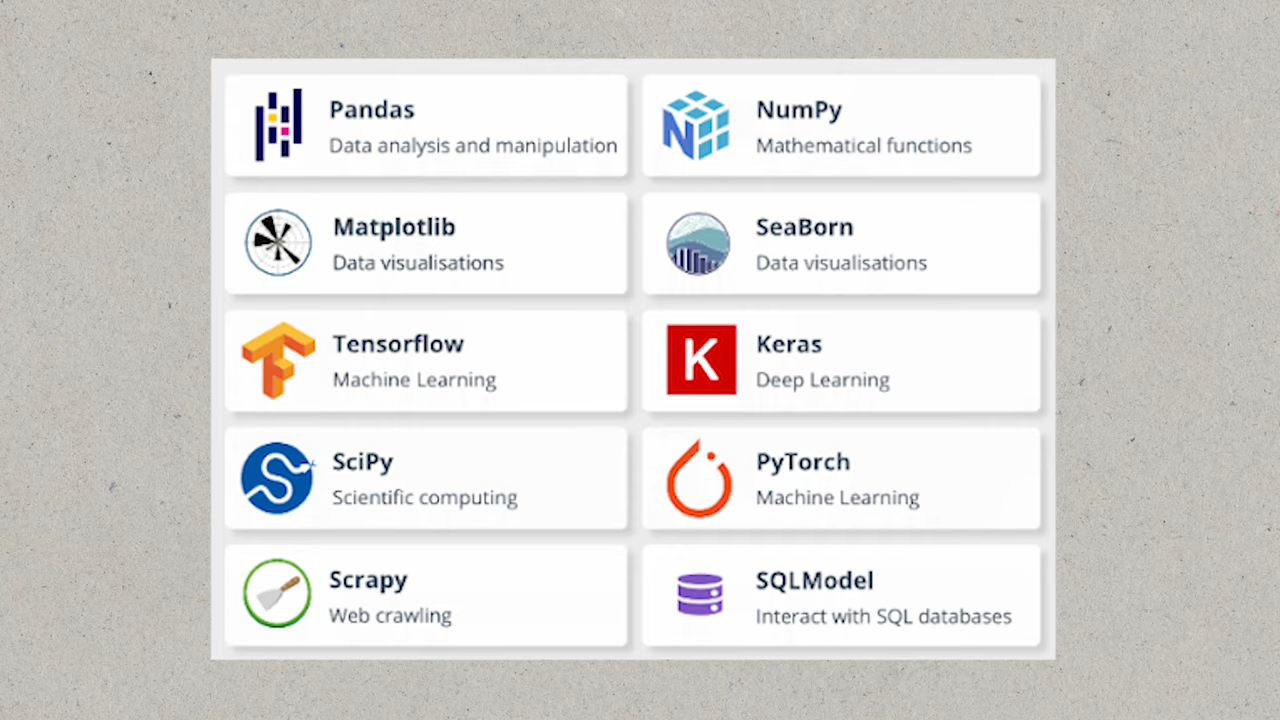 Pandas
Data analysis and manipulation
NumPy
Mathematical functions
Matplotlib
Data visualisations
SeaBorn
Data visualisations
Tensorflow
Machine Learning
K
Keras
Deep Learning
SciPy
Scientific computing
PyTorch
Machine Learning
Scrapy
Web crawling
SQLModel
Interact with SQL databases